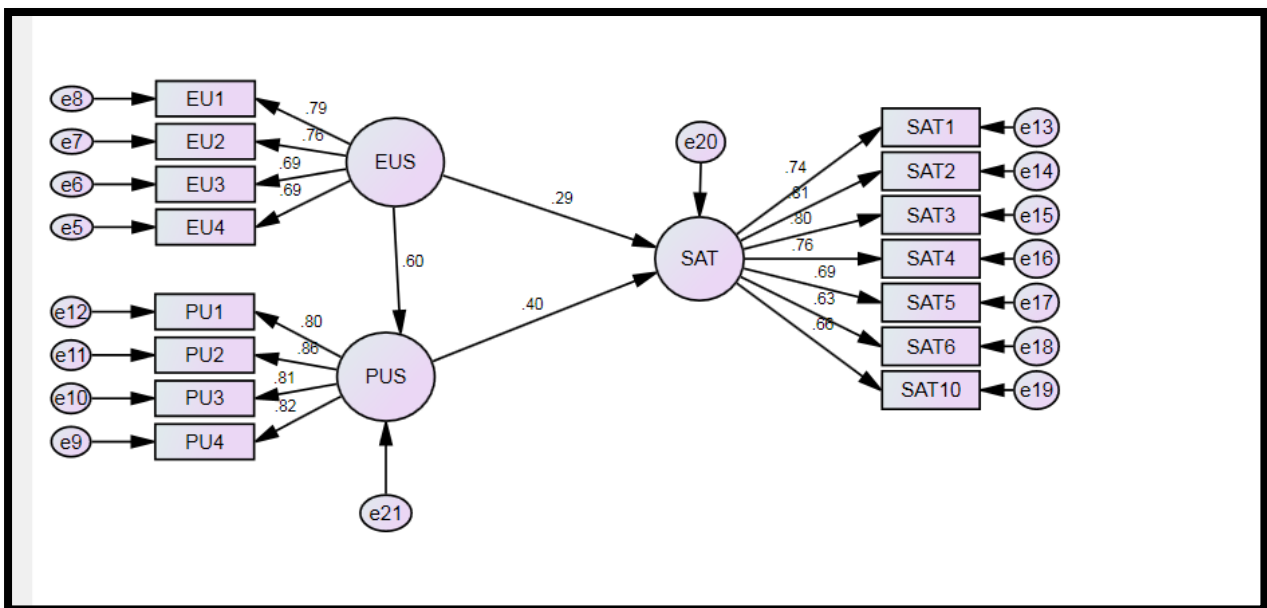 e8
EU1
.79
e7
EU2
.76
e6
EU3
.69
e5
EU4
.69
EUS
.29
.60
e12
PU1
.80
e11
PU2
.86
e10
PU3
.81
e9
PU4
.82
PUS
.40
e21
e20
SAT
.74
SAT1
e13
.81
SAT2
e14
.80
SAT3
e15
.76
SAT4
e16
.69
SAT5
e17
.63
SAT6
e18
.66
SAT10
e19